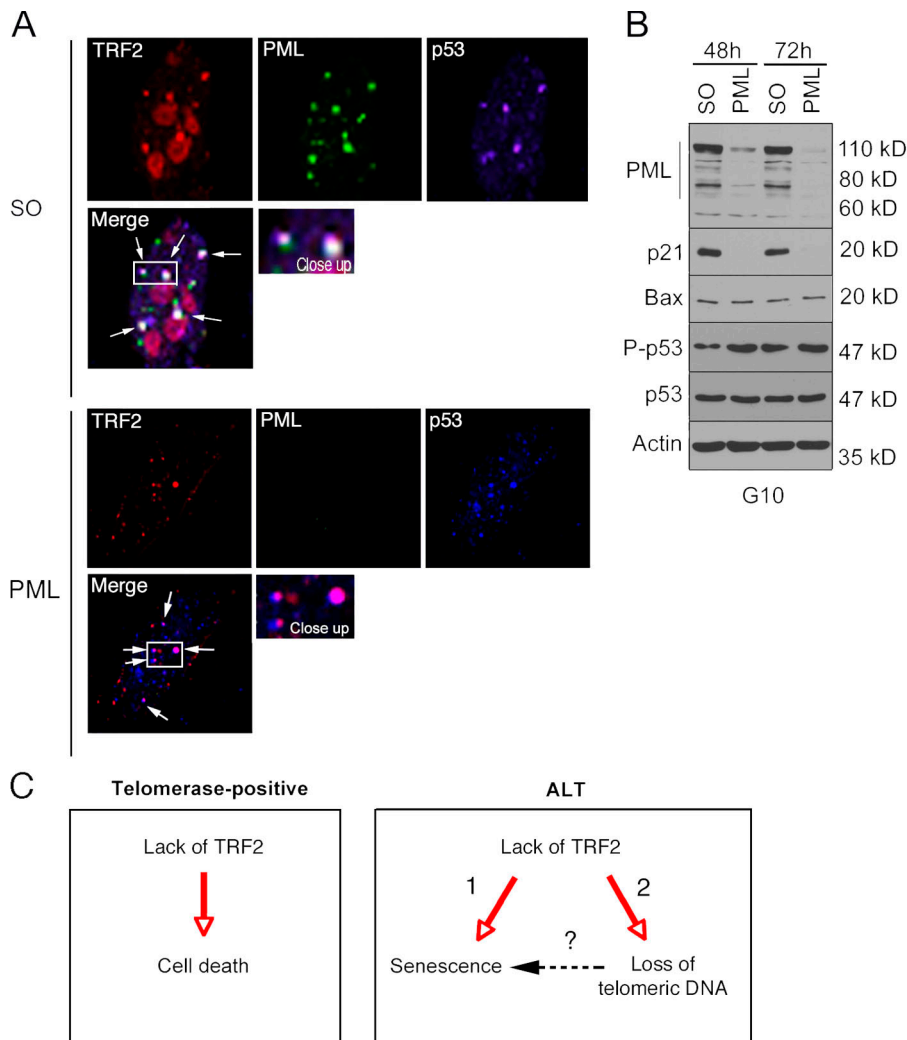 A
TRF2
PML
p53
SO
Merge
Close up
TRF2
PML
p53
PML
Merge
Close up
B
48h
72h
SO
PML
SO
PML
PML
110 kD
80 kD
60 kD
p21
20 kD
Bax
20 kD
P-p53
47 kD
p53
47 kD
Actin
35 kD
G10
C
Telomerase-positive
Lack of TRF2
Cell death
ALT
Lack of TRF2
1
2
?
Senescence
Loss of
telomeric DNA